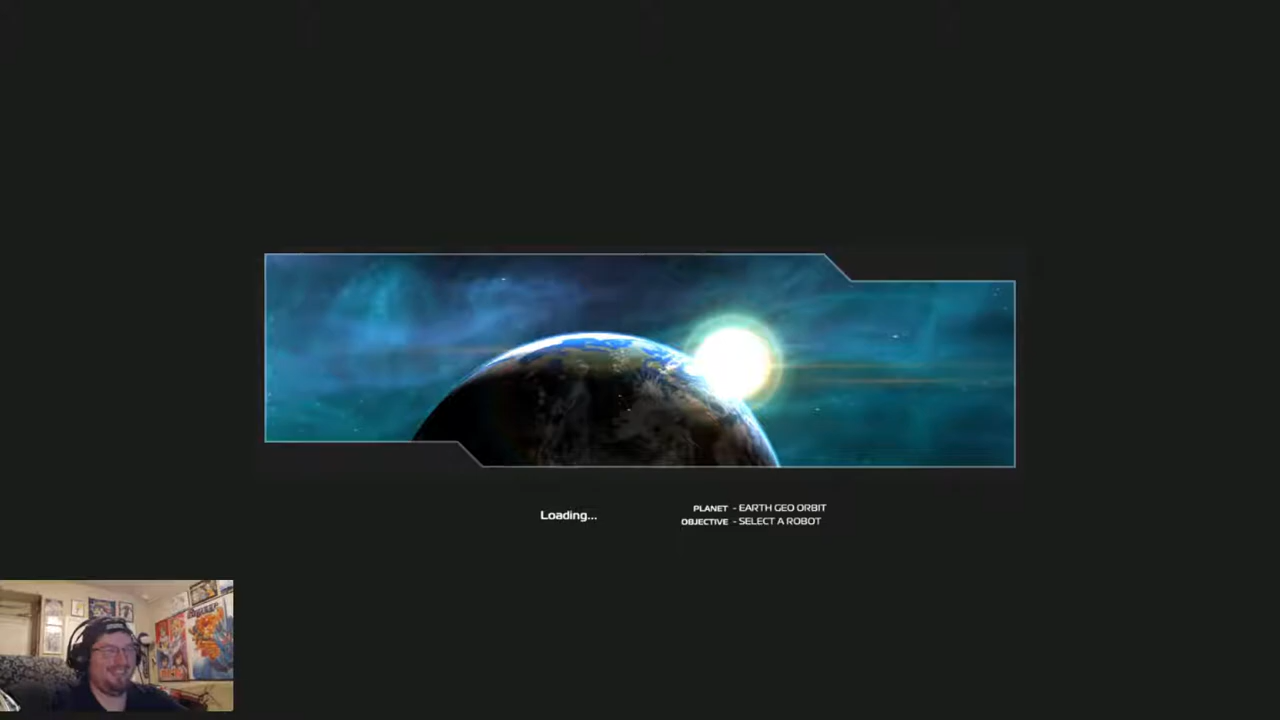 Loading...
PLANET - EARTH GEO ORBIT
OBJECTIVE - SELECT A ROBOT